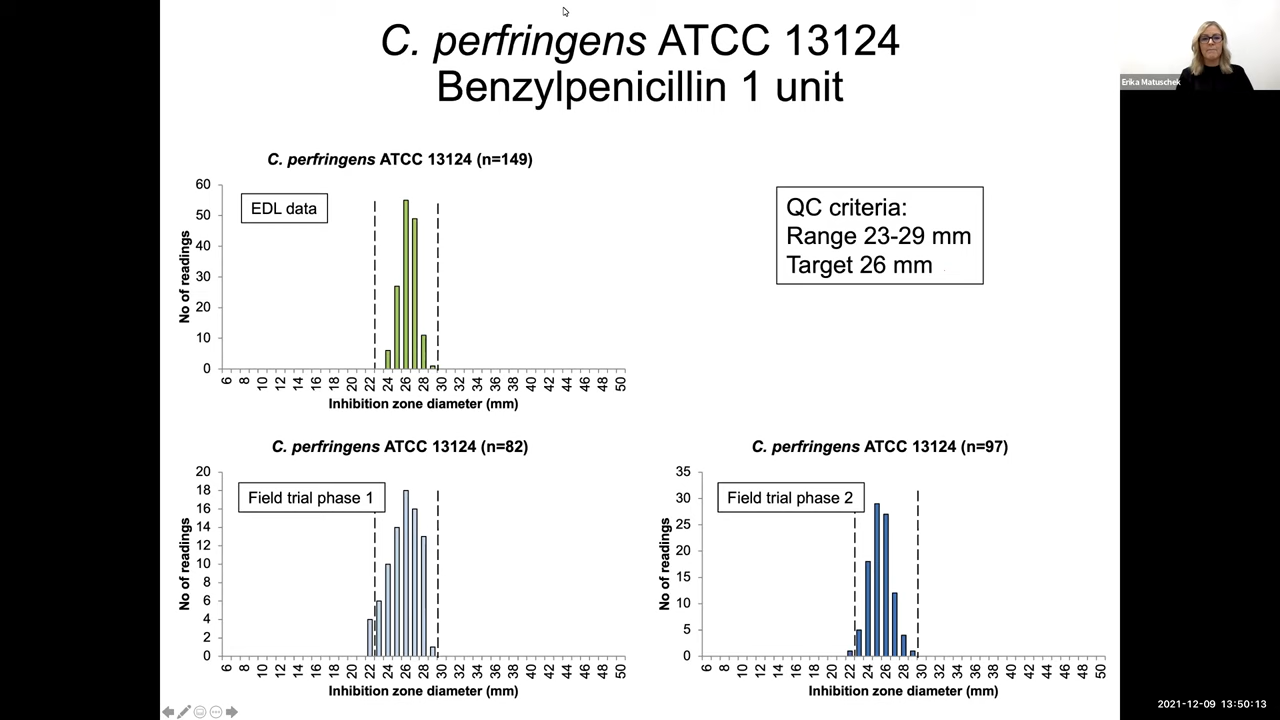 C. perfringens ATCC 13124
Benzylpenicillin 1 unit
Erika Matuschek
C. perfringens ATCC 13124 (n=149)
EDL data
No of readings
60
50
40
30
20
10
0
6 8 10 12 14 16 18 20 22 24 26 28 30 32 34 36 38 40 42 44 46 48 50
Inhibition zone diameter (mm)
QC criteria:
Range 23-29 mm
Target 26 mm
C. perfringens ATCC 13124 (n=82)
Field trial phase 1
No of readings
20
18
16
14
12
10
8
6
4
2
0
6 8 10 12 14 16 18 20 22 24 26 28 30 32 34 36 38 40 42 44 46 48 50
Inhibition zone diameter (mm)
C. perfringens ATCC 13124 (n=97)
Field trial phase 2
No of readings
35
30
25
20
15
10
5
0
6 8 10 12 14 16 18 20 22 24 26 28 30 32 34 36 38 40 42 44 46 48 50
Inhibition zone diameter (mm)
2021-12-09 13:50:13